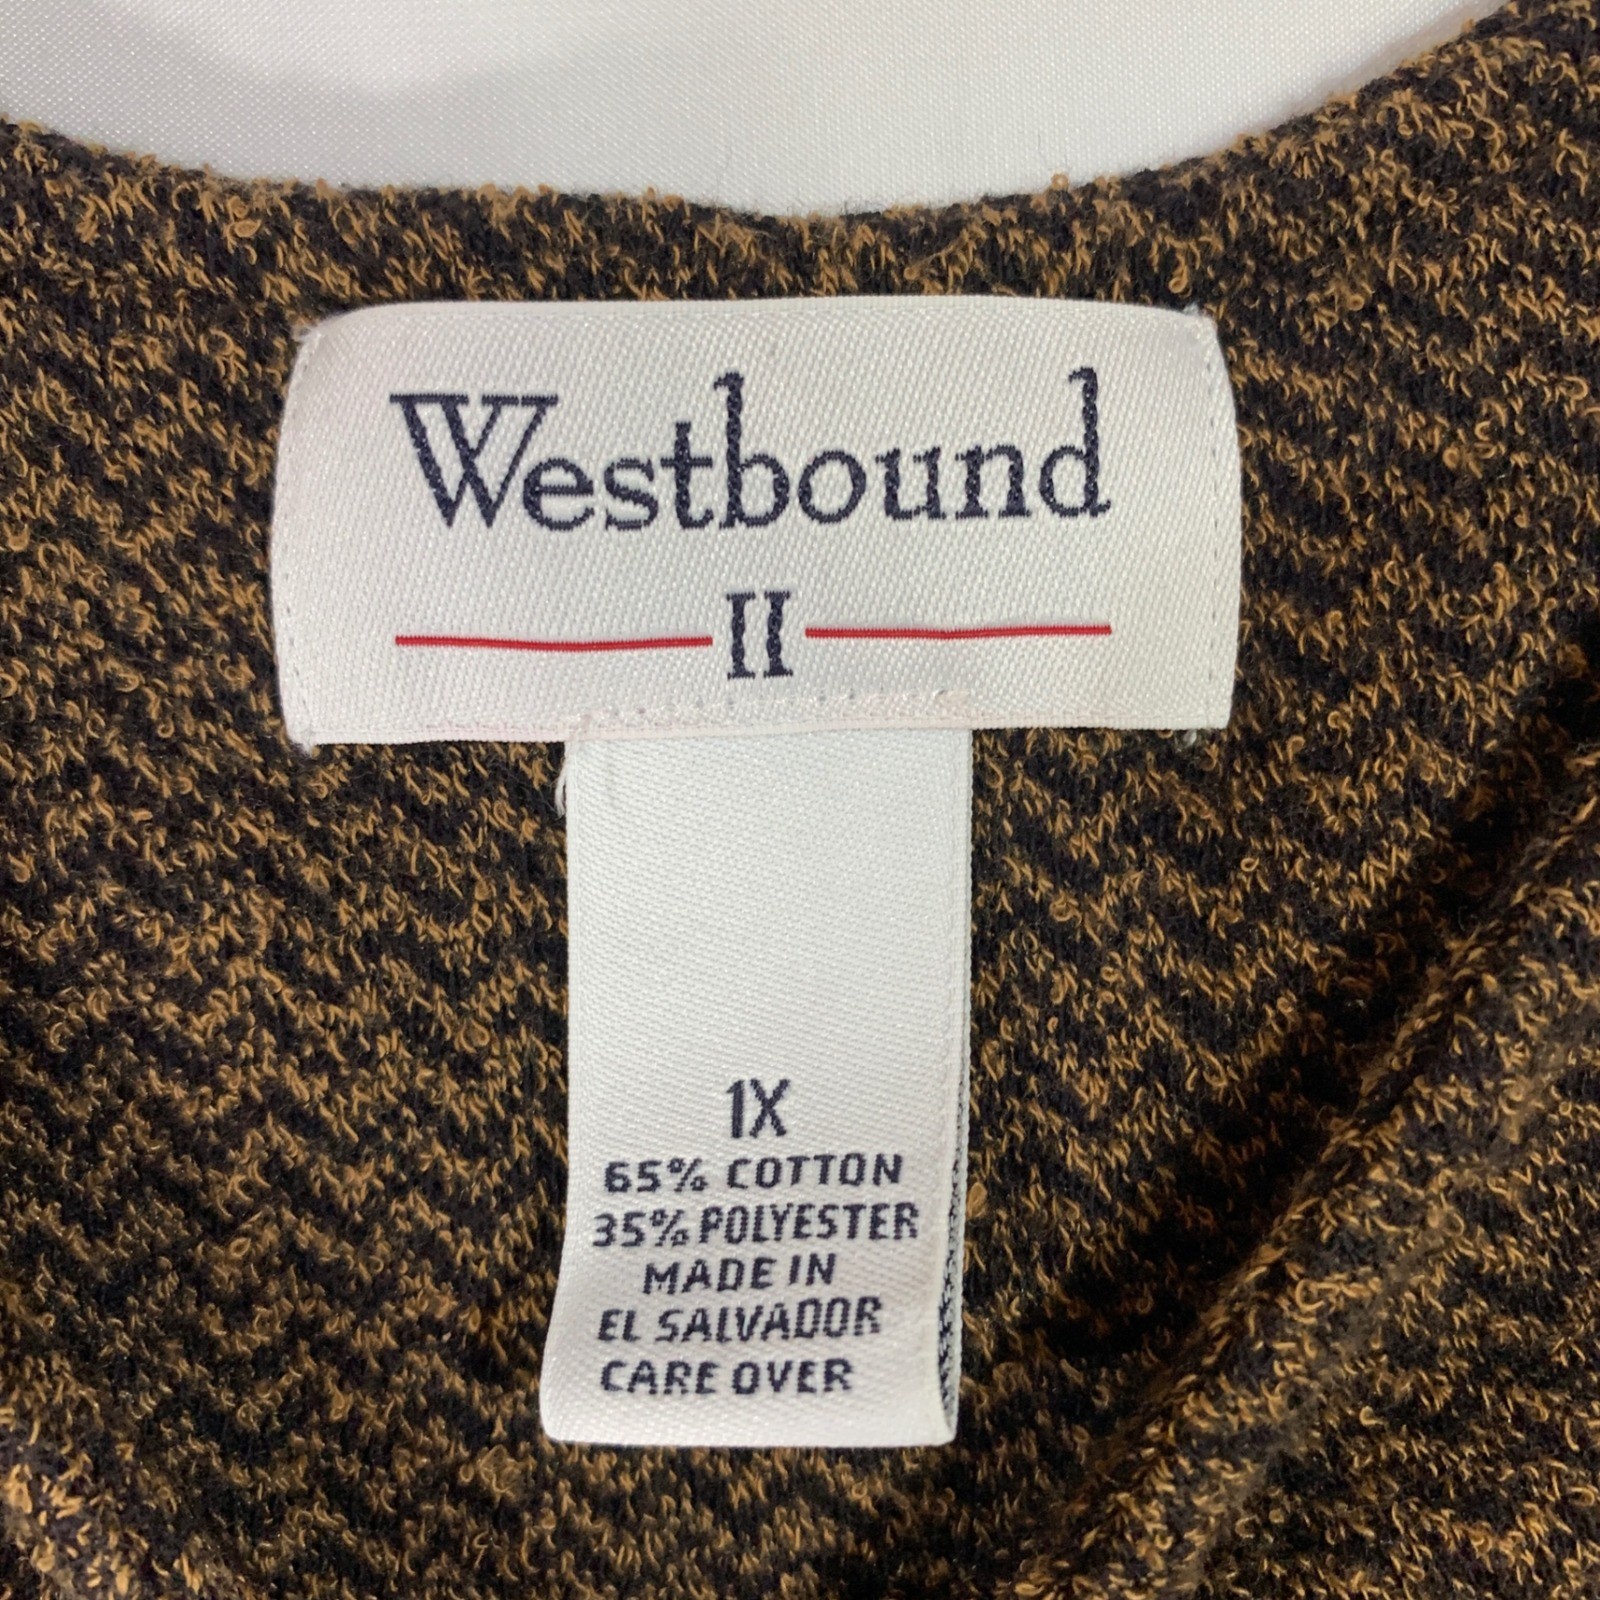 Westbound
II
1X
65% COTTON
35% POLYESTER
MADE IN
EL SALVADOR
CARE OVER